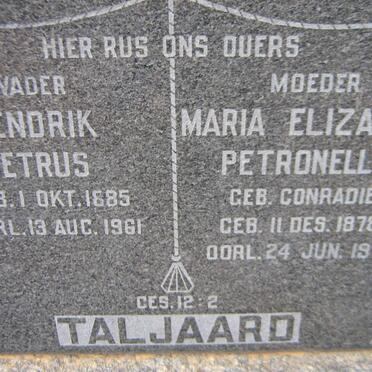 HIER RUS ONS OUERS
VADER
ENDRIK
ETRUS
B. 1 OKT. 1885
RL. 13 AUG. 1961
MOEDER
MARIA ELIZA
PETRONELL
GEB. CONRADIE
GEB. 11 DES. 1878
OORL. 24 JUN. 19
GES. 12:2
TALJAARD